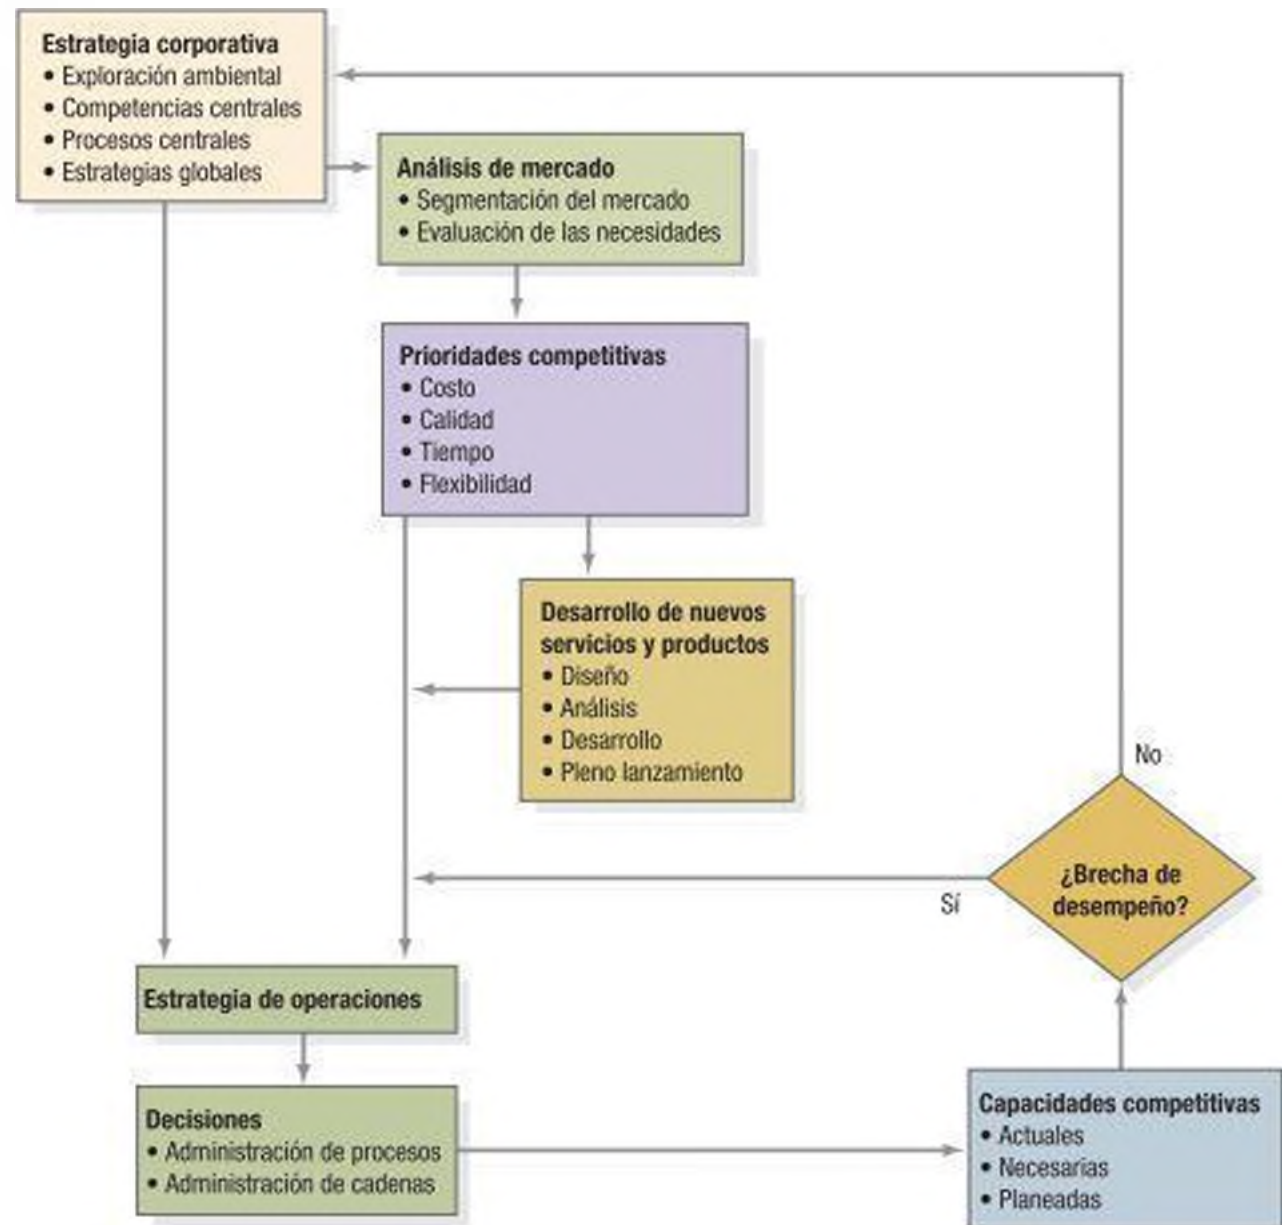 Estrategia corporativa
• Exploración ambiental
• Competencias centrales
• Procesos centrales
• Estrategias globales
Análisis de mercado
• Segmentación del mercado
• Evaluación de las necesidades
Prioridades competitivas
• Costo
• Calidad
• Tiempo
• Flexibilidad
Desarrollo de nuevos
servicios y productos
• Diseño
• Análisis
• Desarrollo
• Pleno lanzamiento
No
¿Brecha de
desempeño?
Sí
Estrategia de operaciones
Decisiones
• Administración de procesos
• Administración de cadenas
Capacidades competitivas
• Actuales
• Necesarias
• Planeadas